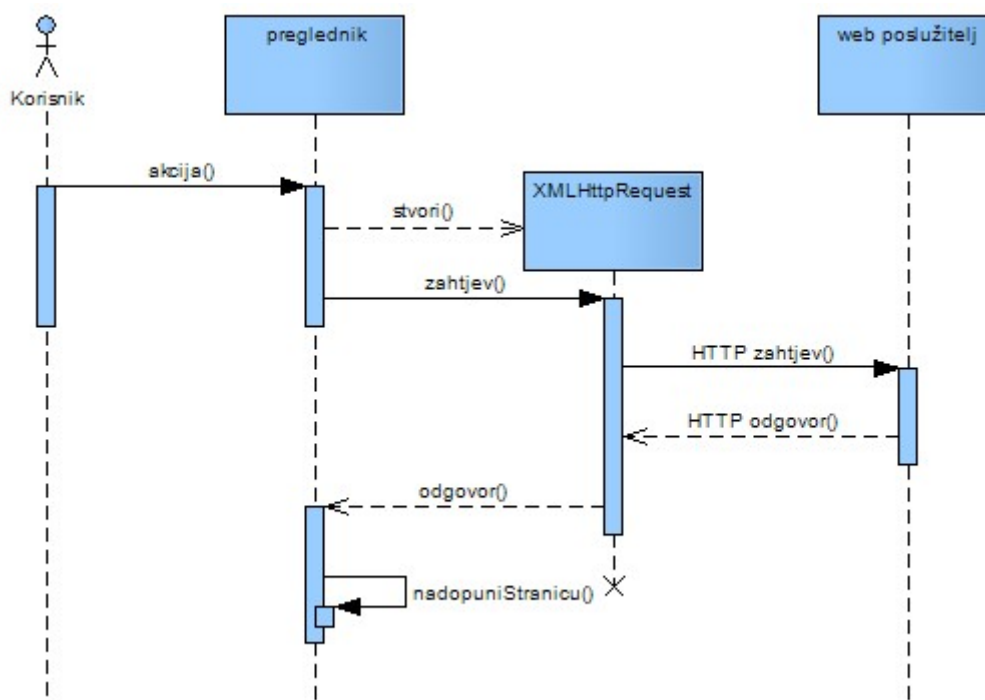 preglednik
web poslužitelj
Korisnik
akcija()
XMLHttpRequest
stvori()
zahtjev()
HTTP zahtjev()
HTTP odgovor()
odgovor()
nadopuniStranicu()